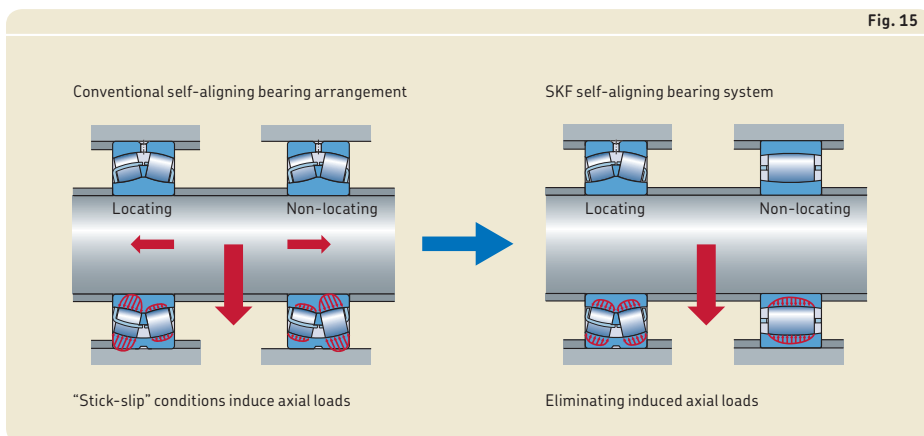 Fig. 15
Conventional self-aligning bearing arrangement
SKF self-aligning bearing system
Locating
Non-locating
Locating
Non-locating
“Stick-slip” conditions induce axial loads
Eliminating induced axial loads